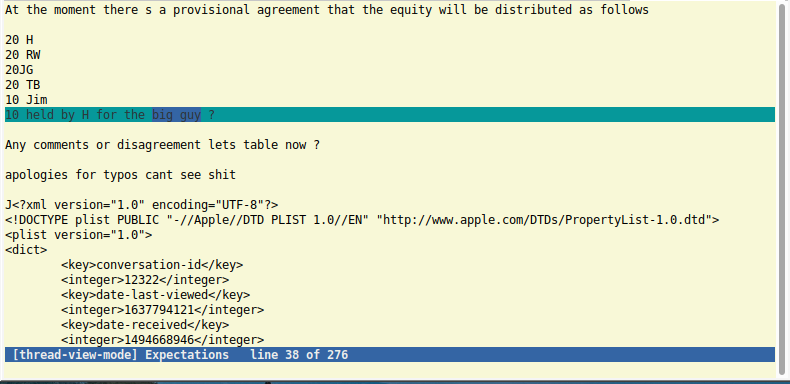 At the moment there s a provisional agreement that the equity will be distributed as follows
20 H
20 RW
20JG
20 TB
10 Jim
10 held by H for the big guy ?
Any comments or disagreement lets table now ?
apologies for typos cant see shit
J<?xml version="1.0" encoding="UTF-8"?>
<!DOCTYPE plist PUBLIC "-//Apple//DTD PLIST 1.0//EN" "http://www.apple.com/DTDs/PropertyList-1.0.dtd">
<plist version="1.0">
<dict>
<key>conversation-id</key>
<integer>12322</integer>
<key>date-last-viewed</key>
<integer>1637794121</integer>
<key>date-received</key>
<integer>1494668946</integer>
[thread-view-mode] Expectations line 38 of 276